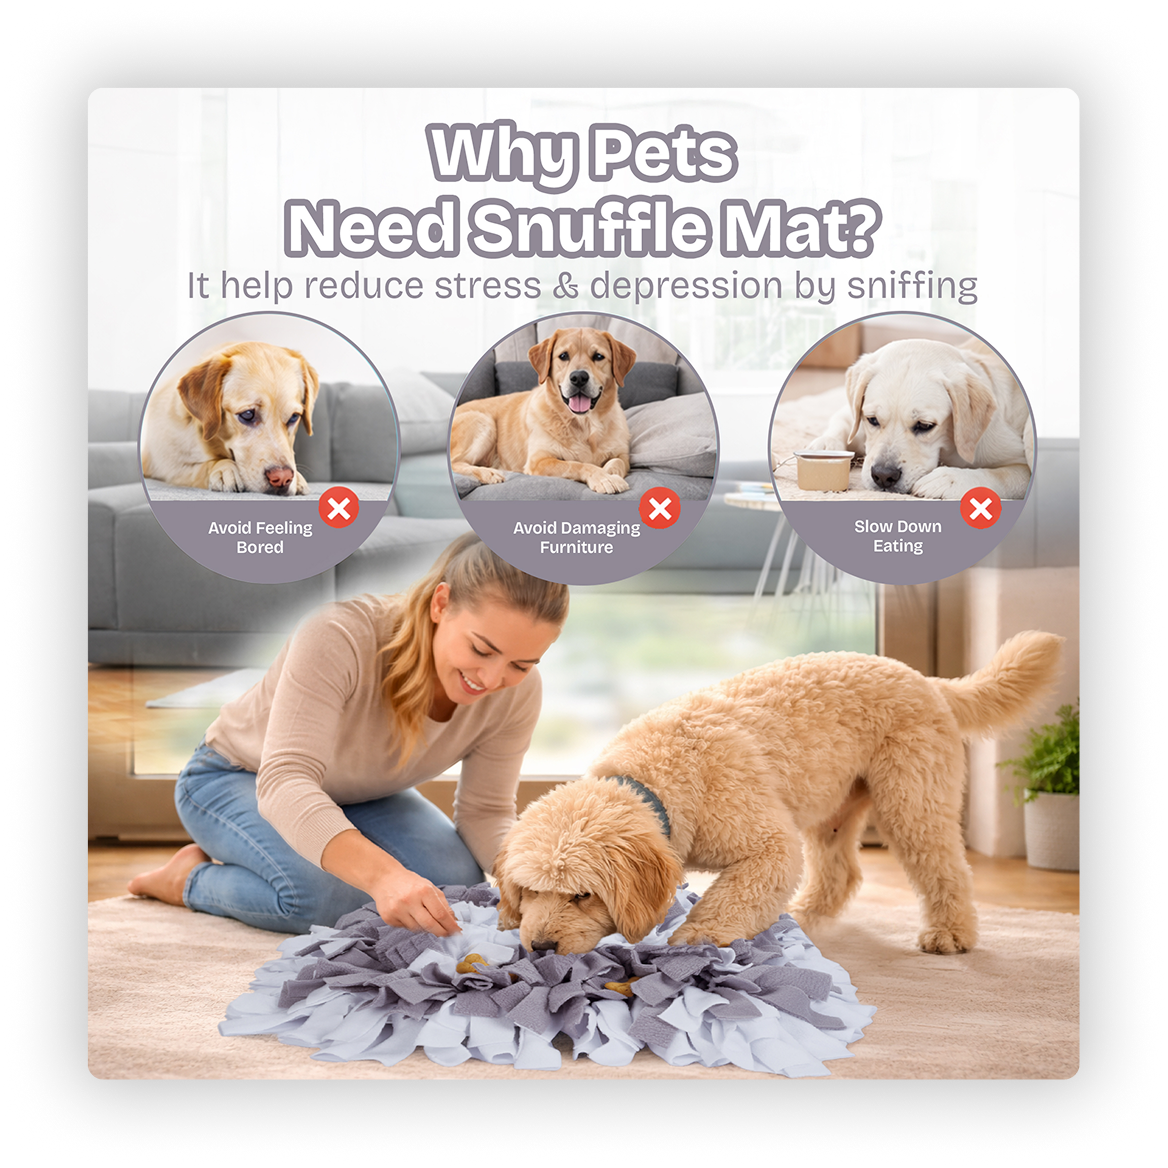 Why Pets
Need Snuffle Mat?
It help reduce stress & depression by sniffing
Avoid Feeling
Bored
Avoid Damaging
Furniture
Slow Down
Eating